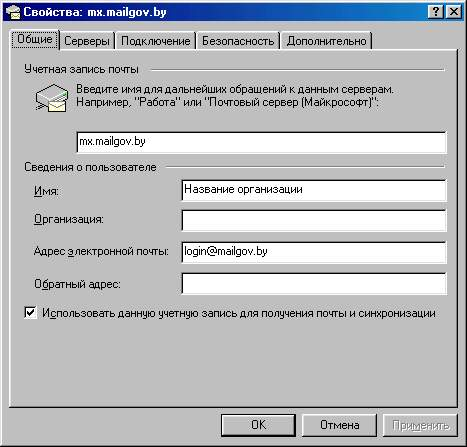 Свойства: mx.mailgov.by
Общие Серверы Подключение Безопасность Дополнительно
Учетная запись почты
Введите имя для дальнейших обращений к данным серверам.
Например, "Работа" или "Почтовый сервер (Майкрософт)":
mx.mailgov.by
Сведения о пользователе
Имя: Название организации
Организация:
Адрес электронной почты: login@mailgov.by
Обратный адрес:
Использовать данную учетную запись для получения почты и синхронизации
OK Отмена Применить